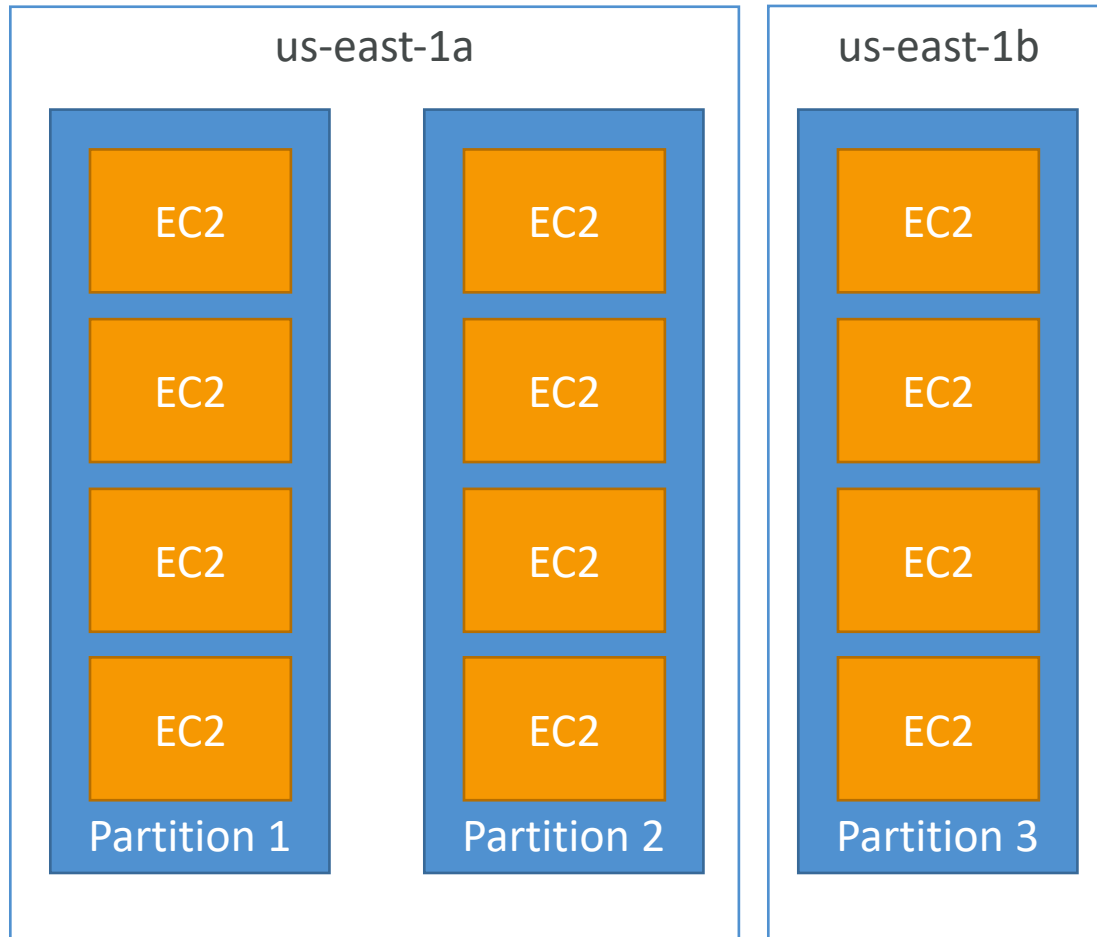 us-east-1a
EC2
EC2
EC2
EC2
Partition 1
EC2
EC2
EC2
EC2
Partition 2
us-east-1b
EC2
EC2
EC2
EC2
Partition 3